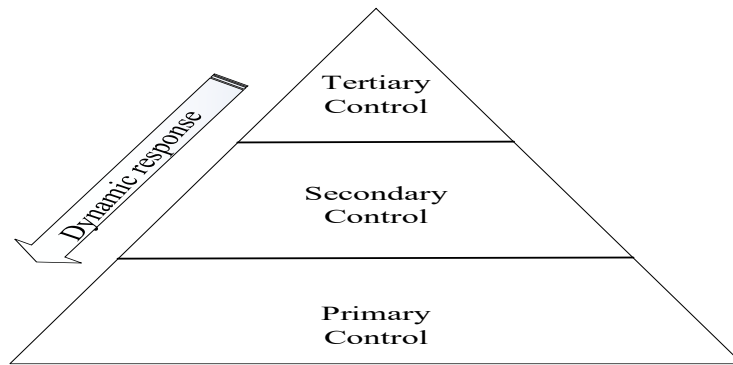 Tertiary
Control
Dynamic response
Secondary
Control
Primary
Control